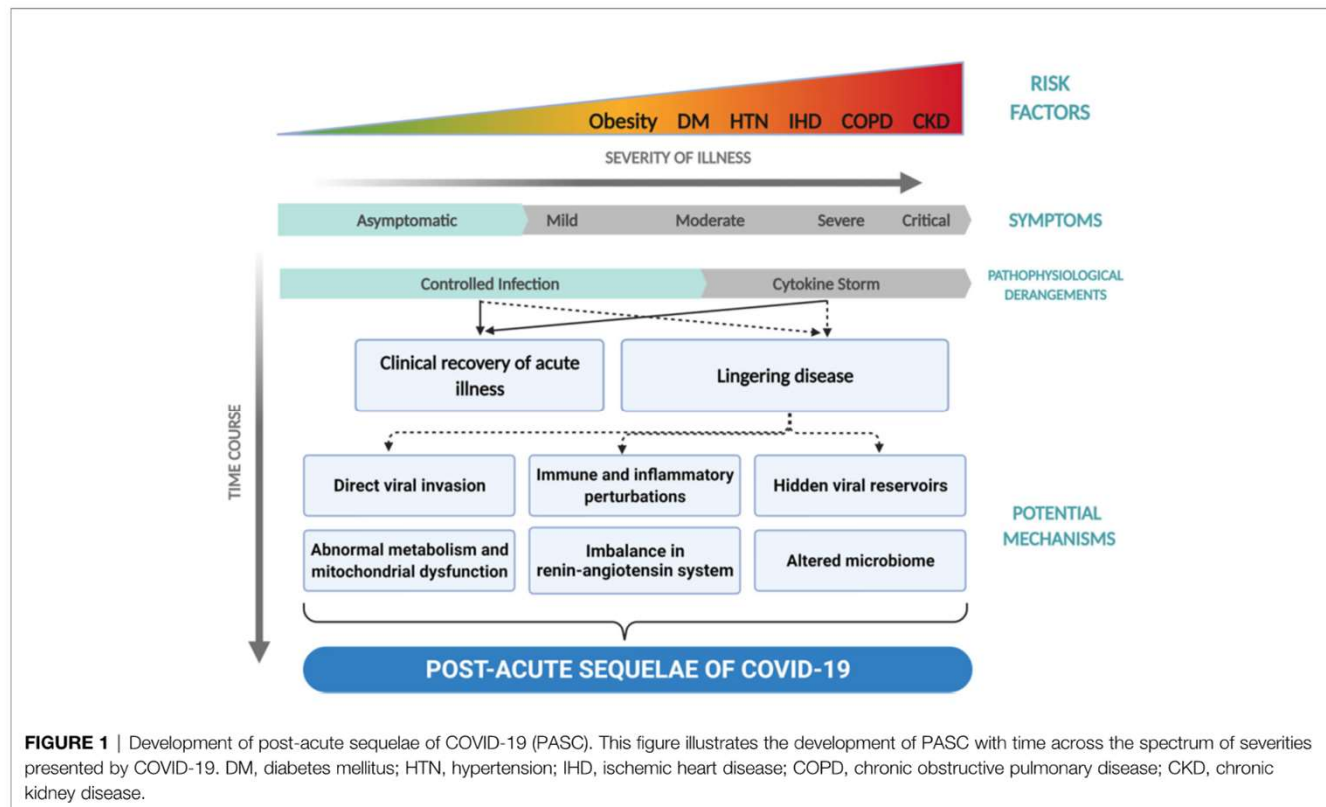 RISK
FACTORS
Obesity DM HTN IHD COPD CKD
SEVERITY OF ILLNESS
Asymptomatic Mild Moderate Severe Critical
SYMPTOMS
Controlled Infection Cytokine Storm
PATHOPHYSIOLOGICAL
DERANGEMENTS
Clinical recovery of acute
illness
Lingering disease
TIME COURSE
Direct viral invasion
Immune and inflammatory
perturbations
Hidden viral reservoirs
Abnormal metabolism and
mitochondrial dysfunction
Imbalance in
renin-angiotensin system
Altered microbiome
POTENTIAL
MECHANISMS
POST-ACUTE SEQUELAE OF COVID-19
FIGURE 1 | Development of post-acute sequelae of COVID-19 (PASC). This figure illustrates the development of PASC with time across the spectrum of severities
presented by COVID-19. DM, diabetes mellitus; HTN, hypertension; IHD, ischemic heart disease; COPD, chronic obstructive pulmonary disease; CKD, chronic
kidney disease.